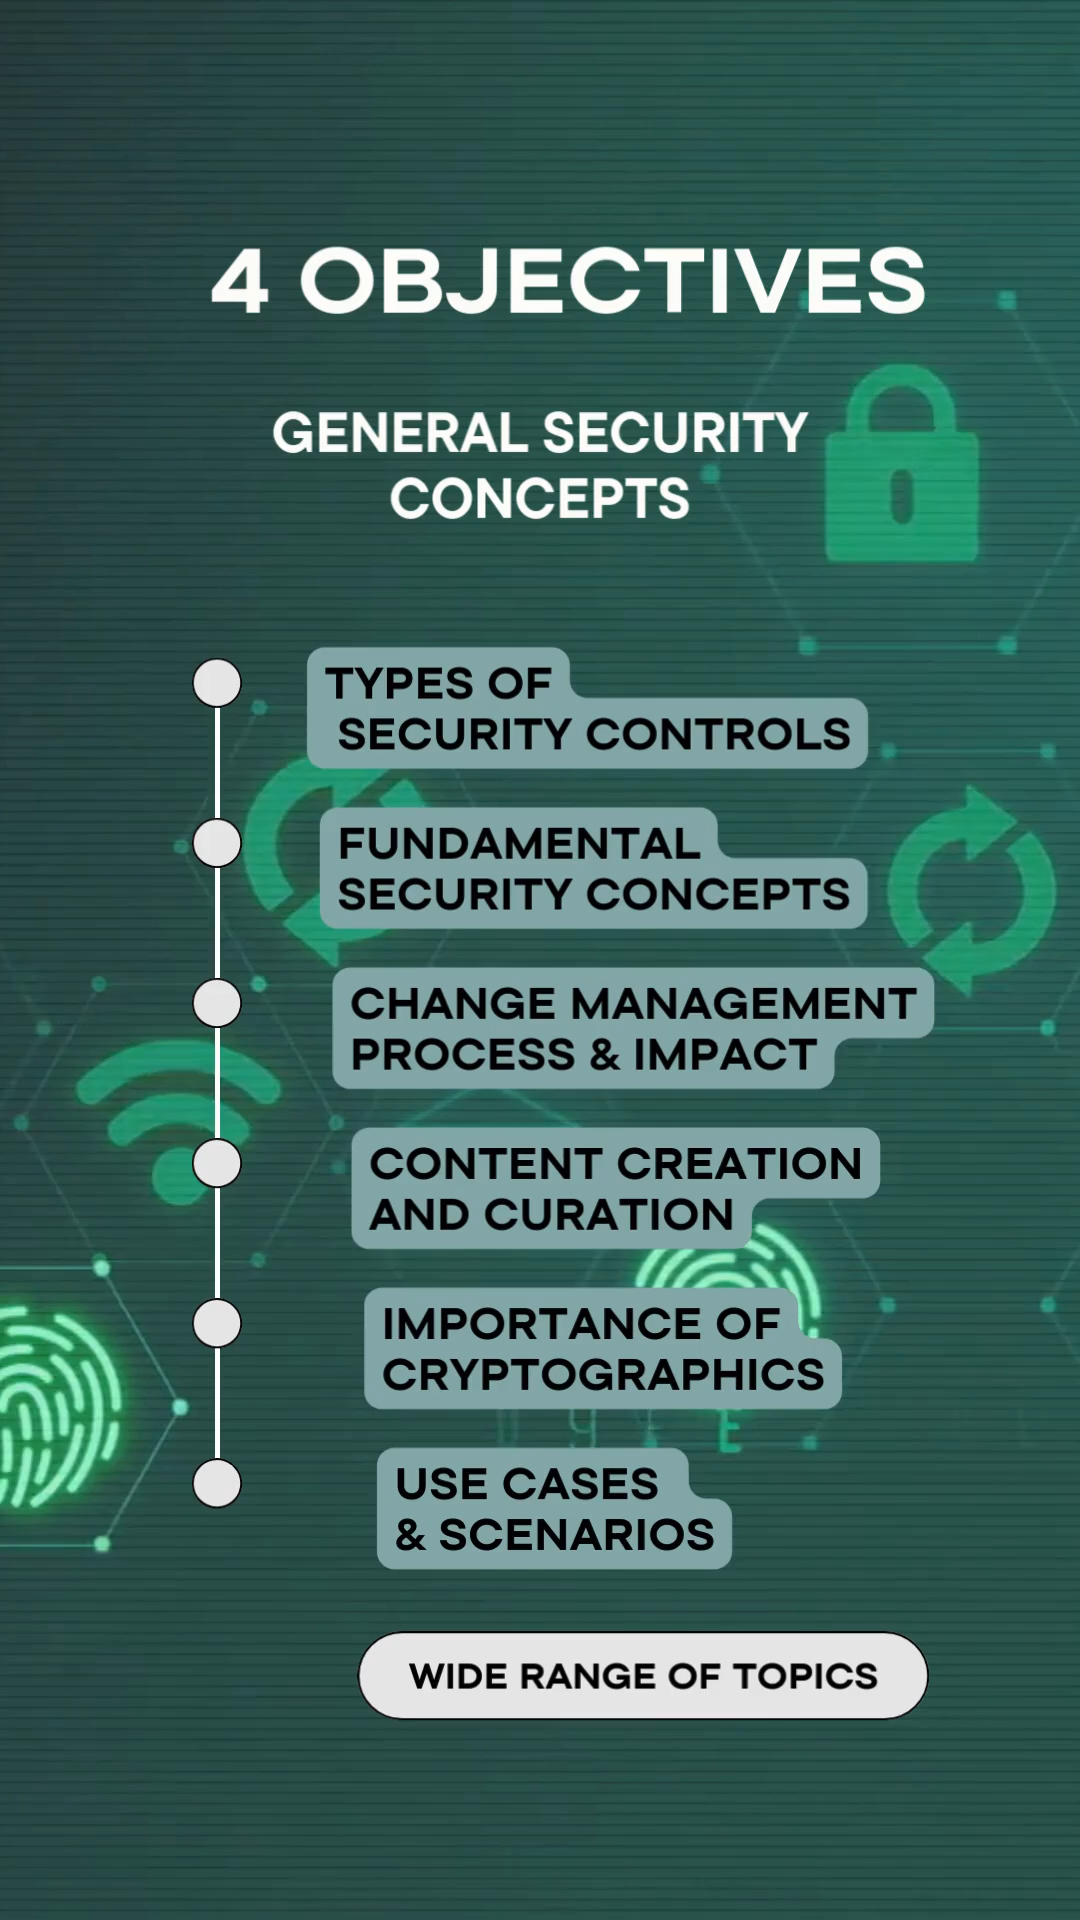 4 OBJECTIVES
GENERAL SECURITY
CONCEPTS
TYPES OF
SECURITY CONTROLS
FUNDAMENTAL
SECURITY CONCEPTS
CHANGE MANAGEMENT
PROCESS & IMPACT
CONTENT CREATION
AND CURATION
IMPORTANCE OF
CRYPTOGRAPHICS
USE CASES
& SCENARIOS
WIDE RANGE OF TOPICS